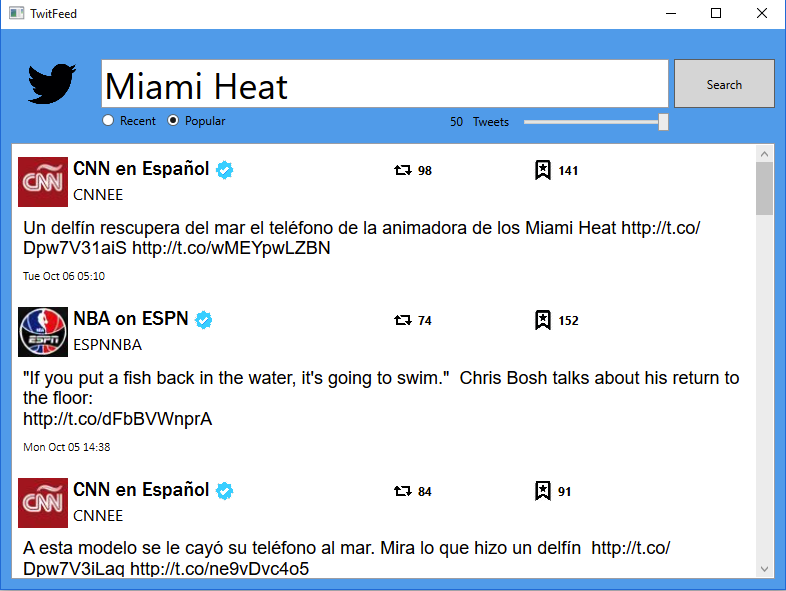 TwitFeed
Miami Heat
Search
Recent Popular 50 Tweets
CNN en Español 98 141
CNNEE
Un delfín rescupera del mar el teléfono de la animadora de los Miami Heat http://t.co/
Dpw7V31aiS http://t.co/wMEYpwLZBN
Tue Oct 06 05:10
NBA on ESPN 74 152
ESPNNBA
"If you put a fish back in the water, it's going to swim."  Chris Bosh talks about his return to
the floor:
http://t.co/dFbBVWnprA
Mon Oct 05 14:38
CNN en Español 84 91
CNNEE
A esta modelo se le cayó su teléfono al mar. Mira lo que hizo un delfín  http://t.co/
Dpw7V3iLaq http://t.co/ne9vDvc4o5